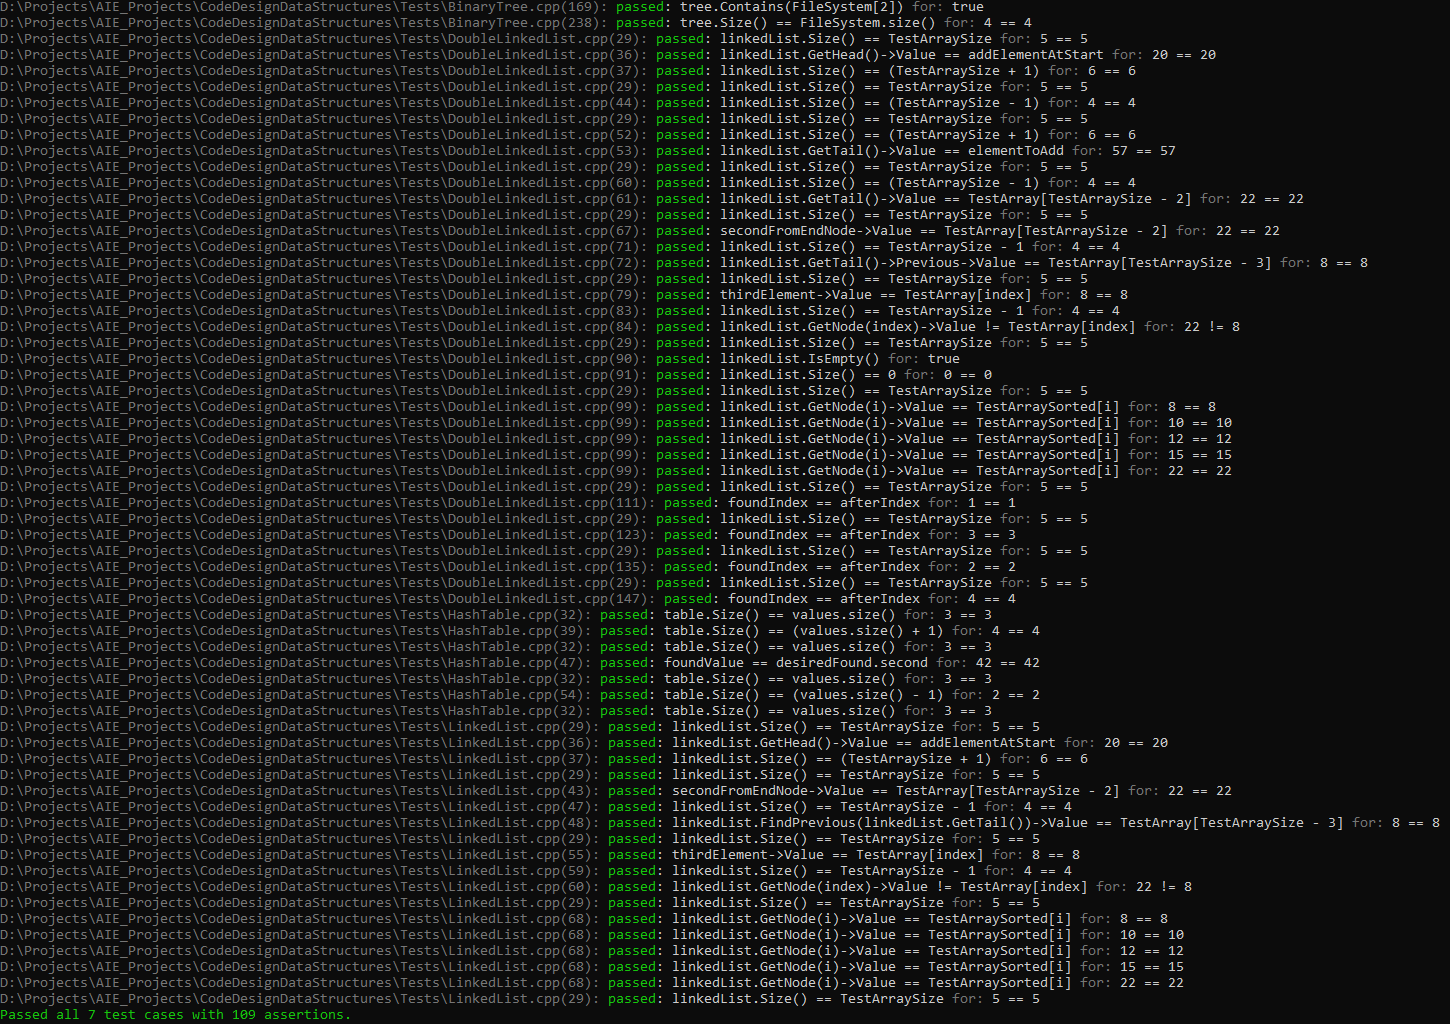 D:\Projects\AIE_Projects\CodeDesignDataStructures\Tests\BinaryTree.cpp(169): passed: tree.Contains(FileSystem[2]) for: true
D:\Projects\AIE_Projects\CodeDesignDataStructures\Tests\BinaryTree.cpp(238): passed: tree.Size() == FileSystem.size() for: 4 == 4
D:\Projects\AIE_Projects\CodeDesignDataStructures\Tests\DoubleLinkedList.cpp(29): passed: linkedList.Size() == TestArraySize for: 5 == 5
D:\Projects\AIE_Projects\CodeDesignDataStructures\Tests\DoubleLinkedList.cpp(36): passed: linkedList.GetHead()->Value == addElementAtStart for: 20 == 20
D:\Projects\AIE_Projects\CodeDesignDataStructures\Tests\DoubleLinkedList.cpp(37): passed: linkedList.Size() == (TestArraySize + 1) for: 6 == 6
D:\Projects\AIE_Projects\CodeDesignDataStructures\Tests\DoubleLinkedList.cpp(29): passed: linkedList.Size() == TestArraySize for: 5 == 5
D:\Projects\AIE_Projects\CodeDesignDataStructures\Tests\DoubleLinkedList.cpp(44): passed: linkedList.Size() == (TestArraySize - 1) for: 4 == 4
D:\Projects\AIE_Projects\CodeDesignDataStructures\Tests\DoubleLinkedList.cpp(29): passed: linkedList.Size() == TestArraySize for: 5 == 5
D:\Projects\AIE_Projects\CodeDesignDataStructures\Tests\DoubleLinkedList.cpp(52): passed: linkedList.Size() == (TestArraySize + 1) for: 6 == 6
D:\Projects\AIE_Projects\CodeDesignDataStructures\Tests\DoubleLinkedList.cpp(53): passed: linkedList.GetTail()->Value == elementToAdd for: 57 == 57
D:\Projects\AIE_Projects\CodeDesignDataStructures\Tests\DoubleLinkedList.cpp(29): passed: linkedList.Size() == TestArraySize for: 5 == 5
D:\Projects\AIE_Projects\CodeDesignDataStructures\Tests\DoubleLinkedList.cpp(60): passed: linkedList.Size() == (TestArraySize - 1) for: 4 == 4
D:\Projects\AIE_Projects\CodeDesignDataStructures\Tests\DoubleLinkedList.cpp(61): passed: linkedList.GetTail()->Value == TestArray[TestArraySize - 2] for: 22 == 22
D:\Projects\AIE_Projects\CodeDesignDataStructures\Tests\DoubleLinkedList.cpp(29): passed: linkedList.Size() == TestArraySize for: 5 == 5
D:\Projects\AIE_Projects\CodeDesignDataStructures\Tests\DoubleLinkedList.cpp(67): passed: secondFromEndNode->Value == TestArray[TestArraySize - 2] for: 22 == 22
D:\Projects\AIE_Projects\CodeDesignDataStructures\Tests\DoubleLinkedList.cpp(71): passed: linkedList.Size() == TestArraySize - 1 for: 4 == 4
D:\Projects\AIE_Projects\CodeDesignDataStructures\Tests\DoubleLinkedList.cpp(72): passed: linkedList.GetTail()->Previous->Value == TestArray[TestArraySize - 3] for: 8 == 8
D:\Projects\AIE_Projects\CodeDesignDataStructures\Tests\DoubleLinkedList.cpp(29): passed: linkedList.Size() == TestArraySize for: 5 == 5
D:\Projects\AIE_Projects\CodeDesignDataStructures\Tests\DoubleLinkedList.cpp(79): passed: thirdElement->Value == TestArray[index] for: 8 == 8
D:\Projects\AIE_Projects\CodeDesignDataStructures\Tests\DoubleLinkedList.cpp(83): passed: linkedList.Size() == TestArraySize - 1 for: 4 == 4
D:\Projects\AIE_Projects\CodeDesignDataStructures\Tests\DoubleLinkedList.cpp(84): passed: linkedList.GetNode(index)->Value != TestArray[index] for: 22 != 8
D:\Projects\AIE_Projects\CodeDesignDataStructures\Tests\DoubleLinkedList.cpp(29): passed: linkedList.Size() == TestArraySize for: 5 == 5
D:\Projects\AIE_Projects\CodeDesignDataStructures\Tests\DoubleLinkedList.cpp(90): passed: linkedList.IsEmpty() for: true
D:\Projects\AIE_Projects\CodeDesignDataStructures\Tests\DoubleLinkedList.cpp(91): passed: linkedList.Size() == 0 for: 0 == 0
D:\Projects\AIE_Projects\CodeDesignDataStructures\Tests\DoubleLinkedList.cpp(29): passed: linkedList.Size() == TestArraySize for: 5 == 5
D:\Projects\AIE_Projects\CodeDesignDataStructures\Tests\DoubleLinkedList.cpp(99): passed: linkedList.GetNode(i)->Value == TestArraySorted[i] for: 8 == 8
D:\Projects\AIE_Projects\CodeDesignDataStructures\Tests\DoubleLinkedList.cpp(99): passed: linkedList.GetNode(i)->Value == TestArraySorted[i] for: 10 == 10
D:\Projects\AIE_Projects\CodeDesignDataStructures\Tests\DoubleLinkedList.cpp(99): passed: linkedList.GetNode(i)->Value == TestArraySorted[i] for: 12 == 12
D:\Projects\AIE_Projects\CodeDesignDataStructures\Tests\DoubleLinkedList.cpp(99): passed: linkedList.GetNode(i)->Value == TestArraySorted[i] for: 15 == 15
D:\Projects\AIE_Projects\CodeDesignDataStructures\Tests\DoubleLinkedList.cpp(99): passed: linkedList.GetNode(i)->Value == TestArraySorted[i] for: 22 == 22
D:\Projects\AIE_Projects\CodeDesignDataStructures\Tests\DoubleLinkedList.cpp(29): passed: linkedList.Size() == TestArraySize for: 5 == 5
D:\Projects\AIE_Projects\CodeDesignDataStructures\Tests\DoubleLinkedList.cpp(111): passed: foundIndex == afterIndex for: 1 == 1
D:\Projects\AIE_Projects\CodeDesignDataStructures\Tests\DoubleLinkedList.cpp(29): passed: linkedList.Size() == TestArraySize for: 5 == 5
D:\Projects\AIE_Projects\CodeDesignDataStructures\Tests\DoubleLinkedList.cpp(123): passed: foundIndex == afterIndex for: 3 == 3
D:\Projects\AIE_Projects\CodeDesignDataStructures\Tests\DoubleLinkedList.cpp(29): passed: linkedList.Size() == TestArraySize for: 5 == 5
D:\Projects\AIE_Projects\CodeDesignDataStructures\Tests\DoubleLinkedList.cpp(135): passed: foundIndex == afterIndex for: 2 == 2
D:\Projects\AIE_Projects\CodeDesignDataStructures\Tests\DoubleLinkedList.cpp(29): passed: linkedList.Size() == TestArraySize for: 5 == 5
D:\Projects\AIE_Projects\CodeDesignDataStructures\Tests\DoubleLinkedList.cpp(147): passed: foundIndex == afterIndex for: 4 == 4
D:\Projects\AIE_Projects\CodeDesignDataStructures\Tests\HashTable.cpp(32): passed: table.Size() == values.size() for: 3 == 3
D:\Projects\AIE_Projects\CodeDesignDataStructures\Tests\HashTable.cpp(39): passed: table.Size() == (values.size() + 1) for: 4 == 4
D:\Projects\AIE_Projects\CodeDesignDataStructures\Tests\HashTable.cpp(32): passed: table.Size() == values.size() for: 3 == 3
D:\Projects\AIE_Projects\CodeDesignDataStructures\Tests\HashTable.cpp(47): passed: foundValue == desiredFound.second for: 42 == 42
D:\Projects\AIE_Projects\CodeDesignDataStructures\Tests\HashTable.cpp(32): passed: table.Size() == values.size() for: 3 == 3
D:\Projects\AIE_Projects\CodeDesignDataStructures\Tests\HashTable.cpp(54): passed: table.Size() == (values.size() - 1) for: 2 == 2
D:\Projects\AIE_Projects\CodeDesignDataStructures\Tests\HashTable.cpp(32): passed: table.Size() == values.size() for: 3 == 3
D:\Projects\AIE_Projects\CodeDesignDataStructures\Tests\LinkedList.cpp(29): passed: linkedList.Size() == TestArraySize for: 5 == 5
D:\Projects\AIE_Projects\CodeDesignDataStructures\Tests\LinkedList.cpp(36): passed: linkedList.GetHead()->Value == addElementAtStart for: 20 == 20
D:\Projects\AIE_Projects\CodeDesignDataStructures\Tests\LinkedList.cpp(37): passed: linkedList.Size() == (TestArraySize + 1) for: 6 == 6
D:\Projects\AIE_Projects\CodeDesignDataStructures\Tests\LinkedList.cpp(29): passed: linkedList.Size() == TestArraySize for: 5 == 5
D:\Projects\AIE_Projects\CodeDesignDataStructures\Tests\LinkedList.cpp(43): passed: secondFromEndNode->Value == TestArray[TestArraySize - 2] for: 22 == 22
D:\Projects\AIE_Projects\CodeDesignDataStructures\Tests\LinkedList.cpp(47): passed: linkedList.Size() == TestArraySize - 1 for: 4 == 4
D:\Projects\AIE_Projects\CodeDesignDataStructures\Tests\LinkedList.cpp(48): passed: linkedList.FindPrevious(linkedList.GetTail())->Value == TestArray[TestArraySize - 3] for: 8 == 8
D:\Projects\AIE_Projects\CodeDesignDataStructures\Tests\LinkedList.cpp(29): passed: linkedList.Size() == TestArraySize for: 5 == 5
D:\Projects\AIE_Projects\CodeDesignDataStructures\Tests\LinkedList.cpp(55): passed: thirdElement->Value == TestArray[index] for: 8 == 8
D:\Projects\AIE_Projects\CodeDesignDataStructures\Tests\LinkedList.cpp(59): passed: linkedList.Size() == TestArraySize - 1 for: 4 == 4
D:\Projects\AIE_Projects\CodeDesignDataStructures\Tests\LinkedList.cpp(60): passed: linkedList.GetNode(index)->Value != TestArray[index] for: 22 != 8
D:\Projects\AIE_Projects\CodeDesignDataStructures\Tests\LinkedList.cpp(29): passed: linkedList.Size() == TestArraySize for: 5 == 5
D:\Projects\AIE_Projects\CodeDesignDataStructures\Tests\LinkedList.cpp(68): passed: linkedList.GetNode(i)->Value == TestArraySorted[i] for: 8 == 8
D:\Projects\AIE_Projects\CodeDesignDataStructures\Tests\LinkedList.cpp(68): passed: linkedList.GetNode(i)->Value == TestArraySorted[i] for: 10 == 10
D:\Projects\AIE_Projects\CodeDesignDataStructures\Tests\LinkedList.cpp(68): passed: linkedList.GetNode(i)->Value == TestArraySorted[i] for: 12 == 12
D:\Projects\AIE_Projects\CodeDesignDataStructures\Tests\LinkedList.cpp(68): passed: linkedList.GetNode(i)->Value == TestArraySorted[i] for: 15 == 15
D:\Projects\AIE_Projects\CodeDesignDataStructures\Tests\LinkedList.cpp(68): passed: linkedList.GetNode(i)->Value == TestArraySorted[i] for: 22 == 22
D:\Projects\AIE_Projects\CodeDesignDataStructures\Tests\LinkedList.cpp(29): passed: linkedList.Size() == TestArraySize for: 5 == 5
Passed all 7 test cases with 109 assertions.